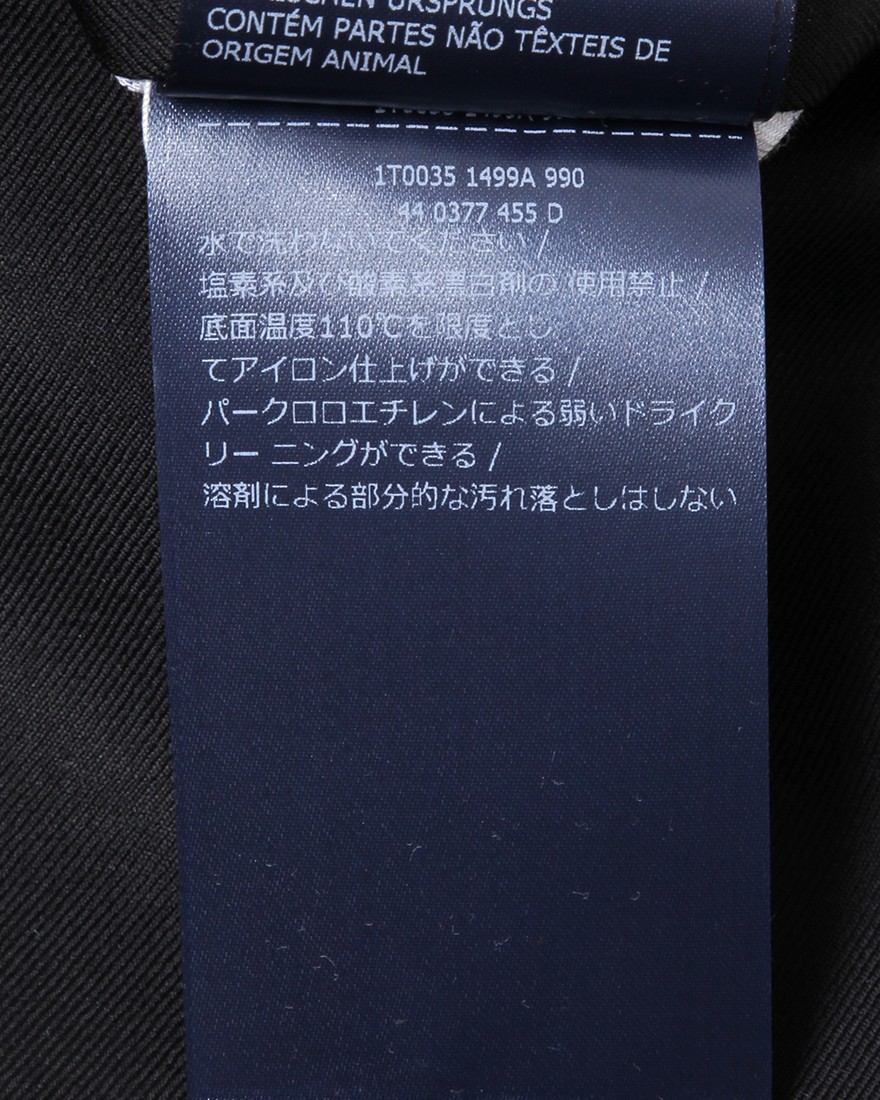 URSPRUNGS
CONTÉM PARTES NÃO TÊXTEIS DE
ORIGEM ANIMAL
1T0035 1499A 990
44 0377 455 D
水で洗わないでください /
塩素系及び酸素系漂白剤の 使用禁止 /
底面温度110℃を限度とし
てアイロン仕上げができる /
パークロロエチレンによる弱いドライク
リー ニングができる /
溶剤による部分的な汚れ落としはしない